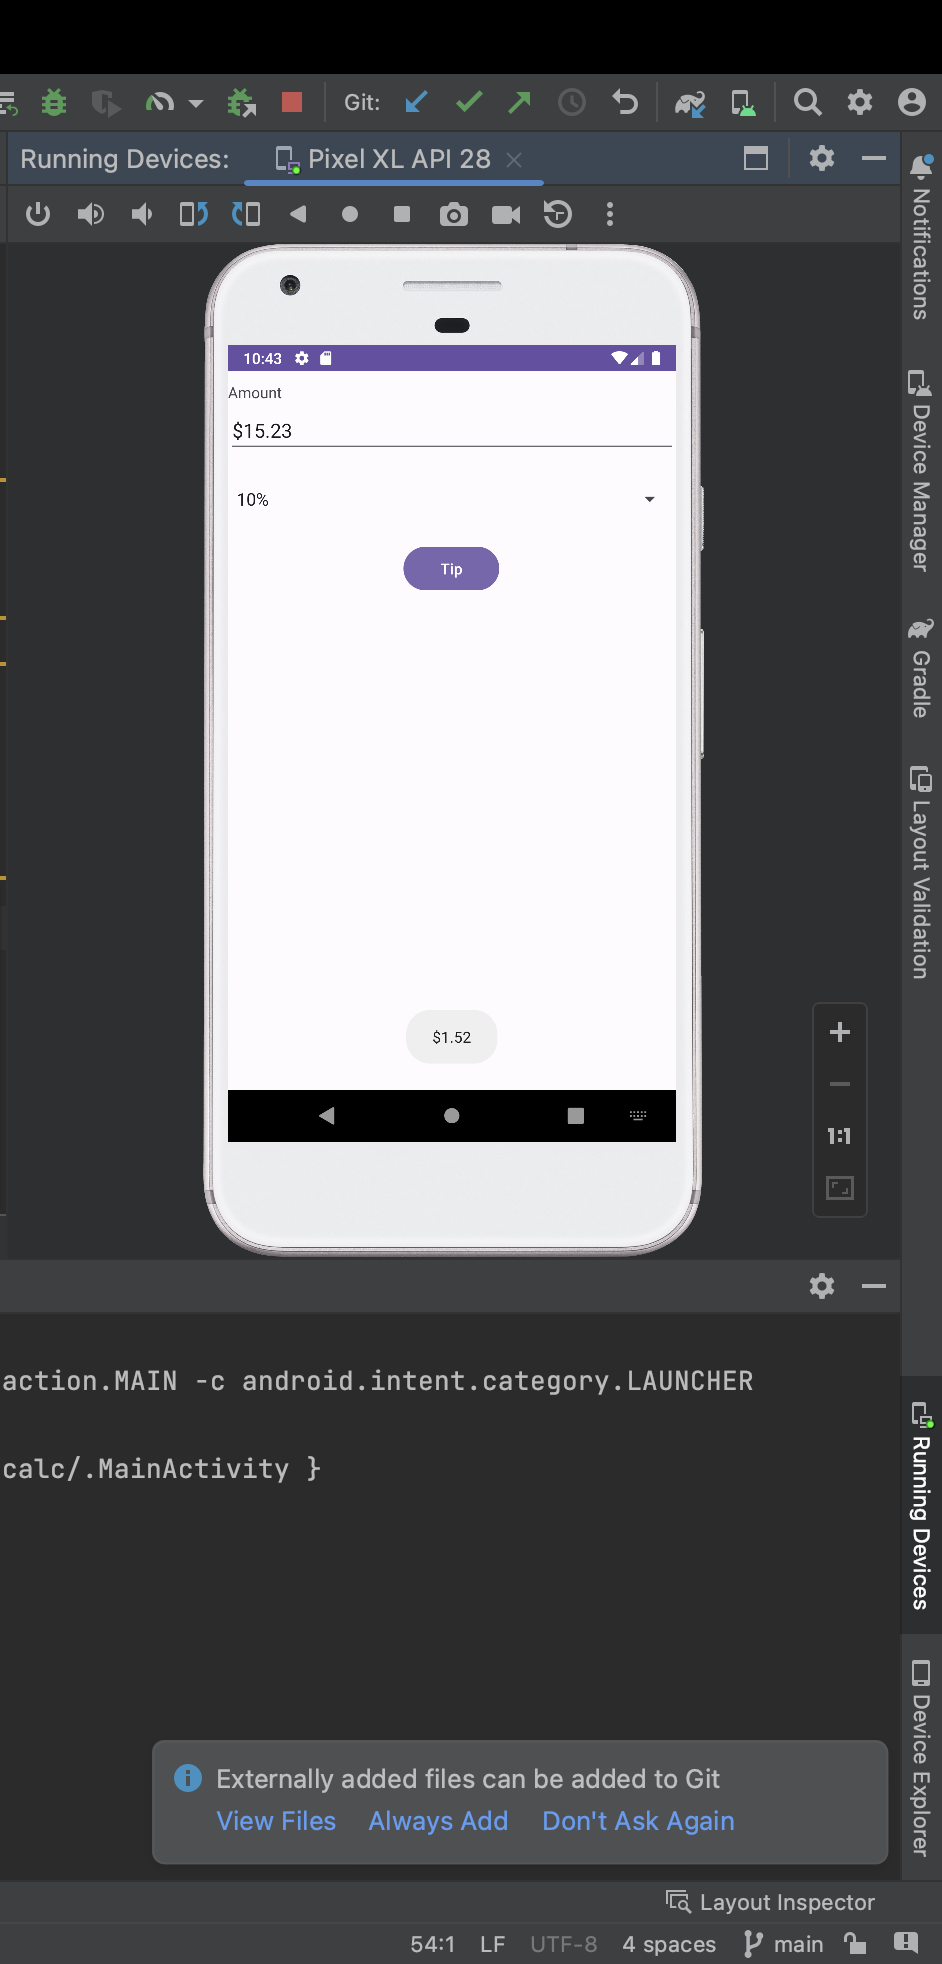 Git:
Running Devices:
Pixel XL API 28
Notifications
Device Manager
Gradle
Layout Validation
10:43
Amount
$15.23
10%
Tip
$1.52
1:1
action.MAIN -c android.intent.category.LAUNCHER
calc/.MainActivity }
Running Devices
Device Explorer
Externally added files can be added to Git
View Files Always Add Don't Ask Again
Layout Inspector
54:1 LF UTF-8 4 spaces main